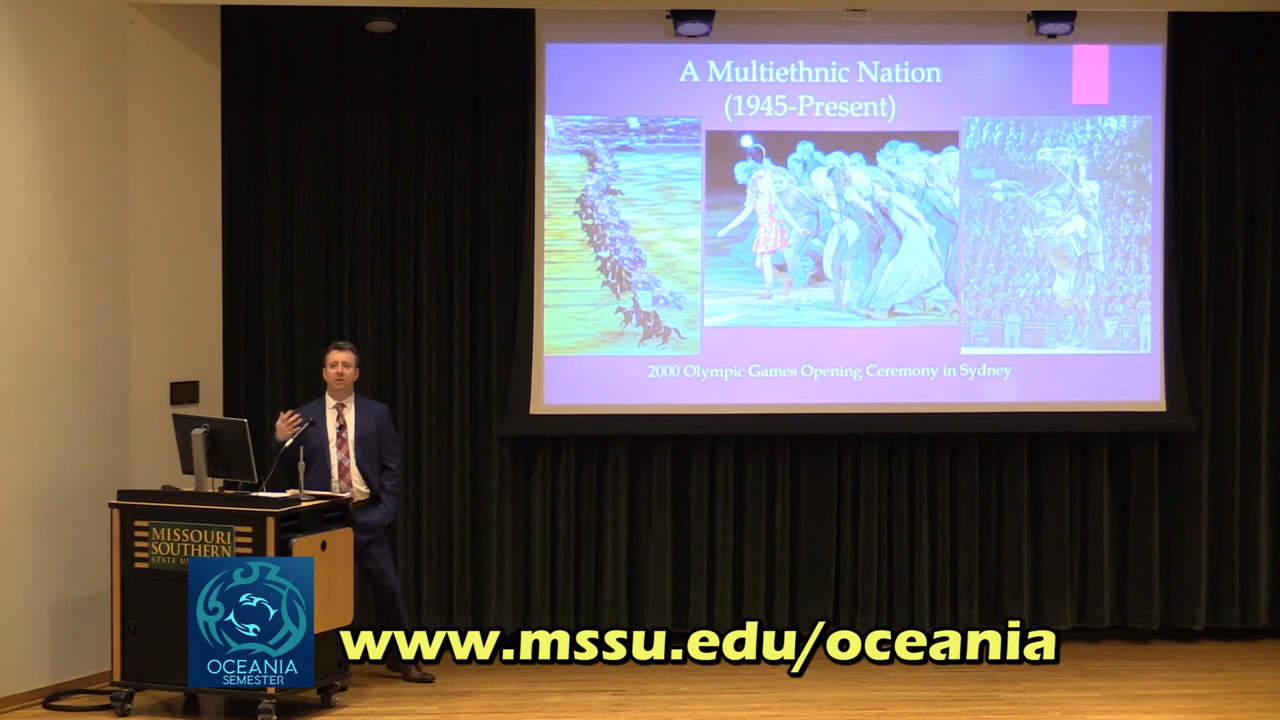 A Multiethnic Nation
(1945-Present)
2000 Olympic Games Opening Ceremony in Sydney
MISSOURI
SOUTHERN
STATE
OCEANIA
SEMESTER
www.mssu.edu/oceania